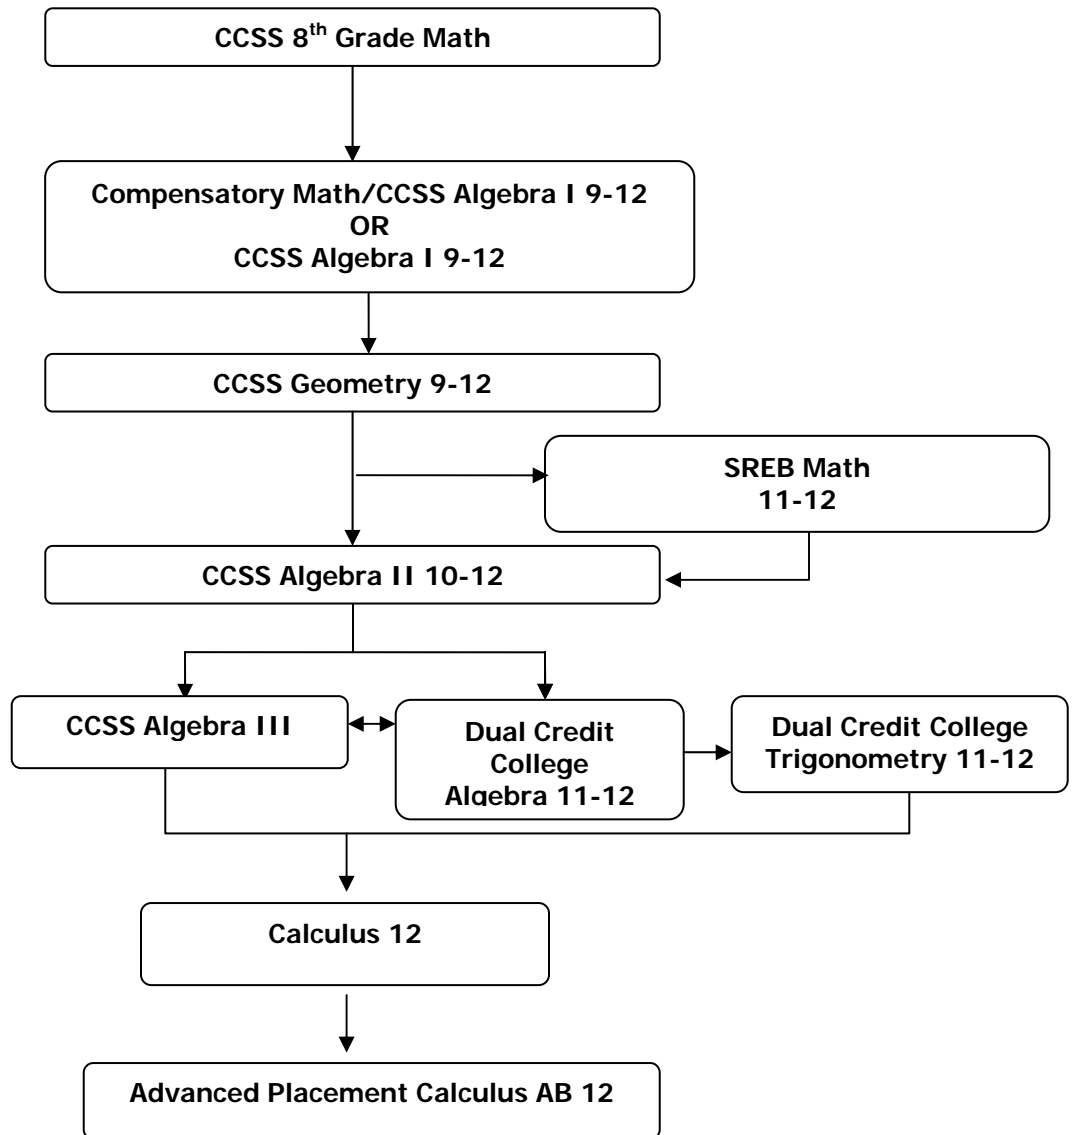 CCSS 8th Grade Math
Compensatory Math/CCSS Algebra I 9-12
OR
CCSS Algebra I 9-12
CCSS Geometry 9-12
SREB Math
11-12
CCSS Algebra II 10-12
CCSS Algebra III
Dual Credit
College
Algebra 11-12
Dual Credit College
Trigonometry 11-12
Calculus 12
Advanced Placement Calculus AB 12